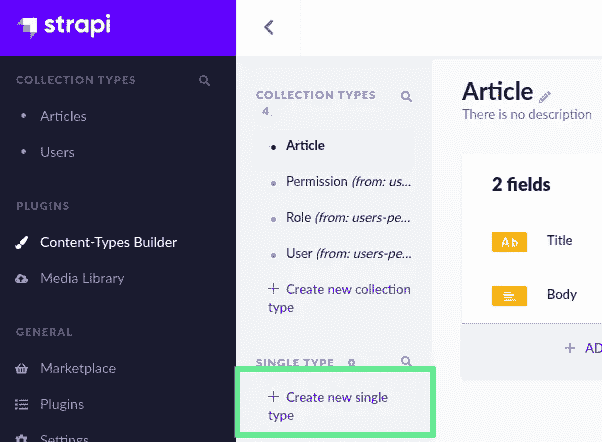 strapi
COLLECTION TYPES
Articles
Users
PLUGINS
Content-Types Builder
Media Library
GENERAL
Marketplace
Plugins
Settings
COLLECTION TYPES
4
Article
Permission (from: us...
Role (from: users-pe...
User (from: users-pe...
+ Create new collection
type
SINGLE TYPE 0
+ Create new single
type
Article
There is no description
2 fields
Ab Title
Body
+ AD